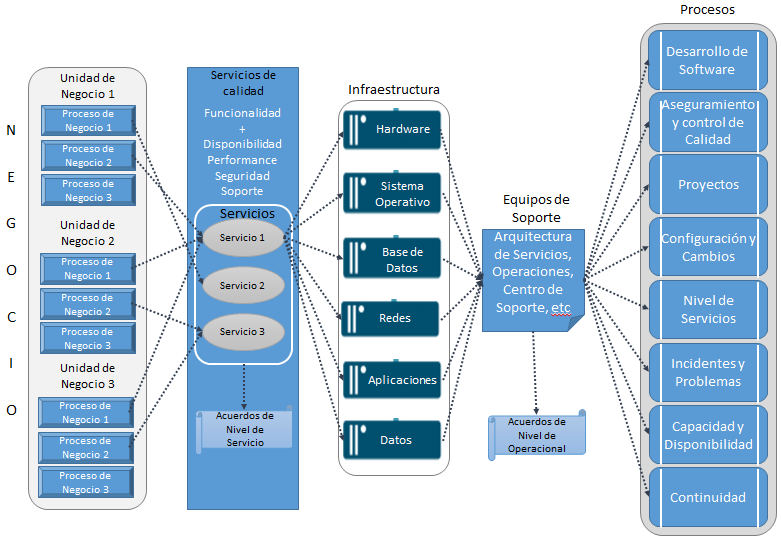 NEGOCIO
Unidad de
Negocio 1
Proceso de
Negocio 1
Proceso de
Negocio 2
Proceso de
Negocio 3
Unidad de
Negocio 2
Proceso de
Negocio 1
Proceso de
Negocio 2
Proceso de
Negocio 3
Unidad de
Negocio 3
Proceso de
Negocio 1
Proceso de
Negocio 2
Proceso de
Negocio 3
Servicios de
calidad
Funcionalidad
+
Disponibilidad
Performance
Seguridad
Soporte
Servicios
Servicio 1
Servicio 2
Servicio 3
Acuerdos de
Nivel de
Servicio
Infraestructura
Hardware
Sistema
Operativo
Base de
Datos
Redes
Aplicaciones
Datos
Equipos de
Soporte
Arquitectura
de Servicios,
Operaciones,
Centro de
Soporte, etc
Acuerdos de
Nivel de
Operacional
Procesos
Desarrollo de
Software
Aseguramiento
y control de
Calidad
Proyectos
Configuración y
Cambios
Nivel de
Servicios
Incidentes y
Problemas
Capacidad y
Disponibilidad
Continuidad